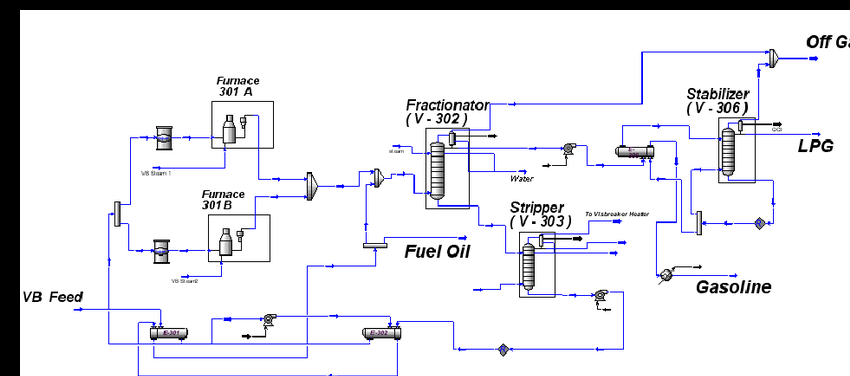 Off Ga
Furnace
301 A
Stabilizer
( V - 306 )
Fractionator
( V - 302 )
LPG
steam
VB Steam 1
Water
Furnace
301B
Stripper
( V - 303 )
To Visbreaker Heater
Fuel Oil
VB Steam2
Gasoline
VB Feed
E-301
E-302